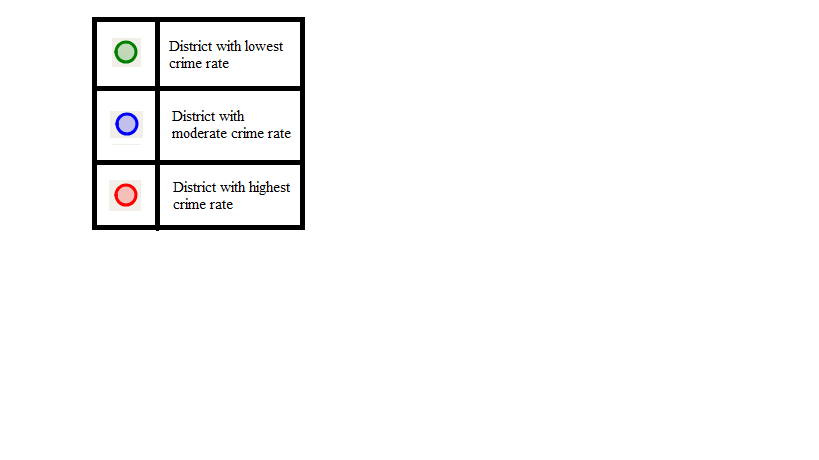 District with lowest
crime rate
District with
moderate crime rate
District with highest
crime rate